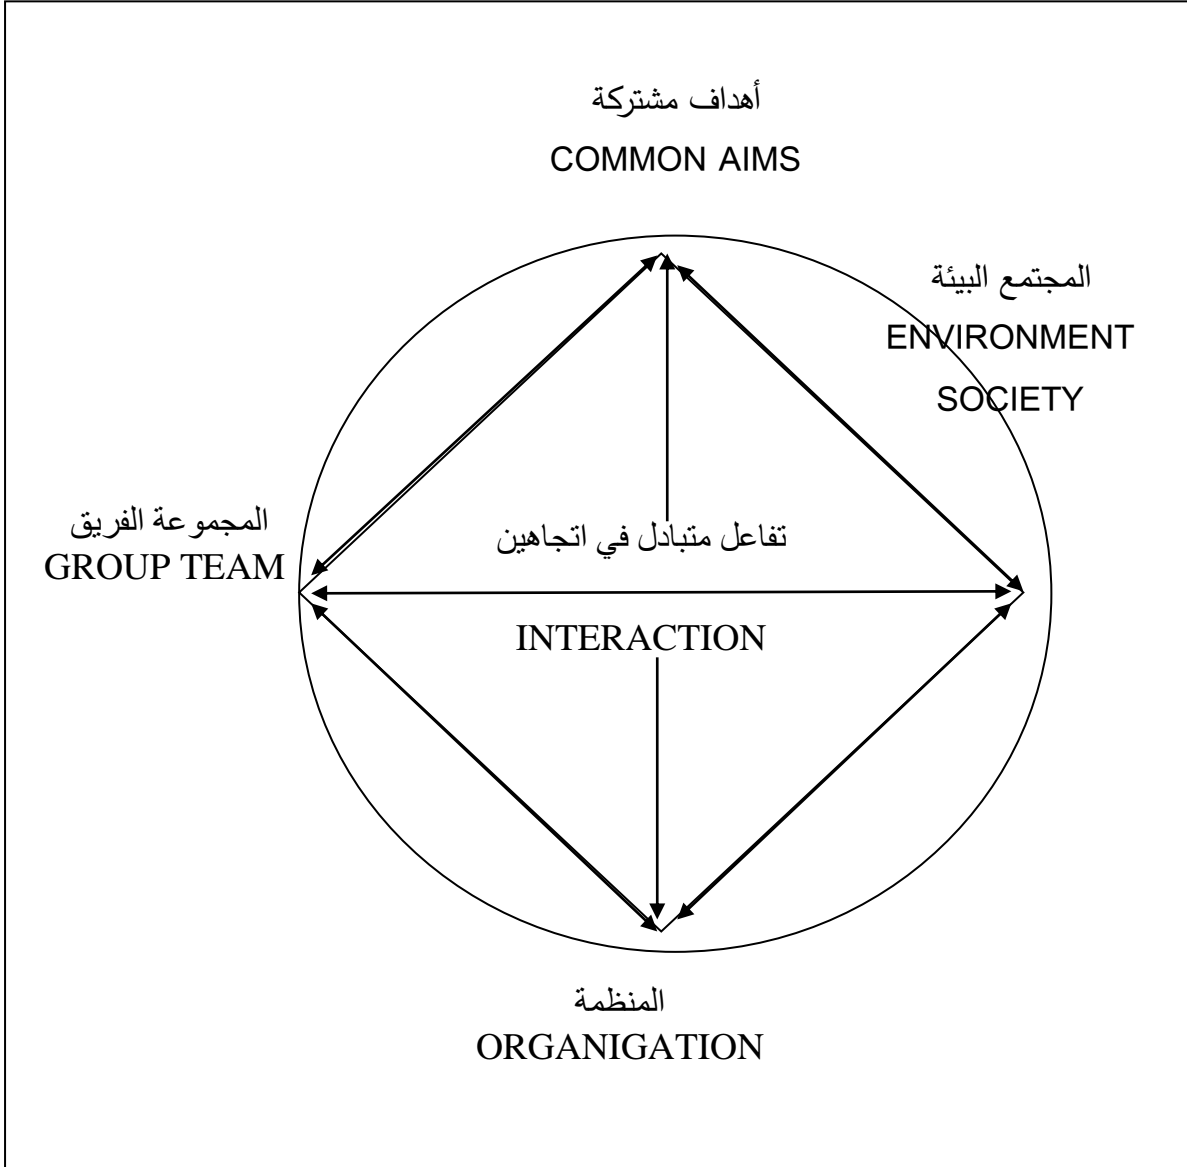 أهداف مشتركة
COMMON AIMS
المجتمع البيئة
ENVIRONMENT
SOCIETY
المجموعة الفريق
GROUP TEAM
تفاعل متبادل في اتجاهين
INTERACTION
المنظمة
ORGANIGATION